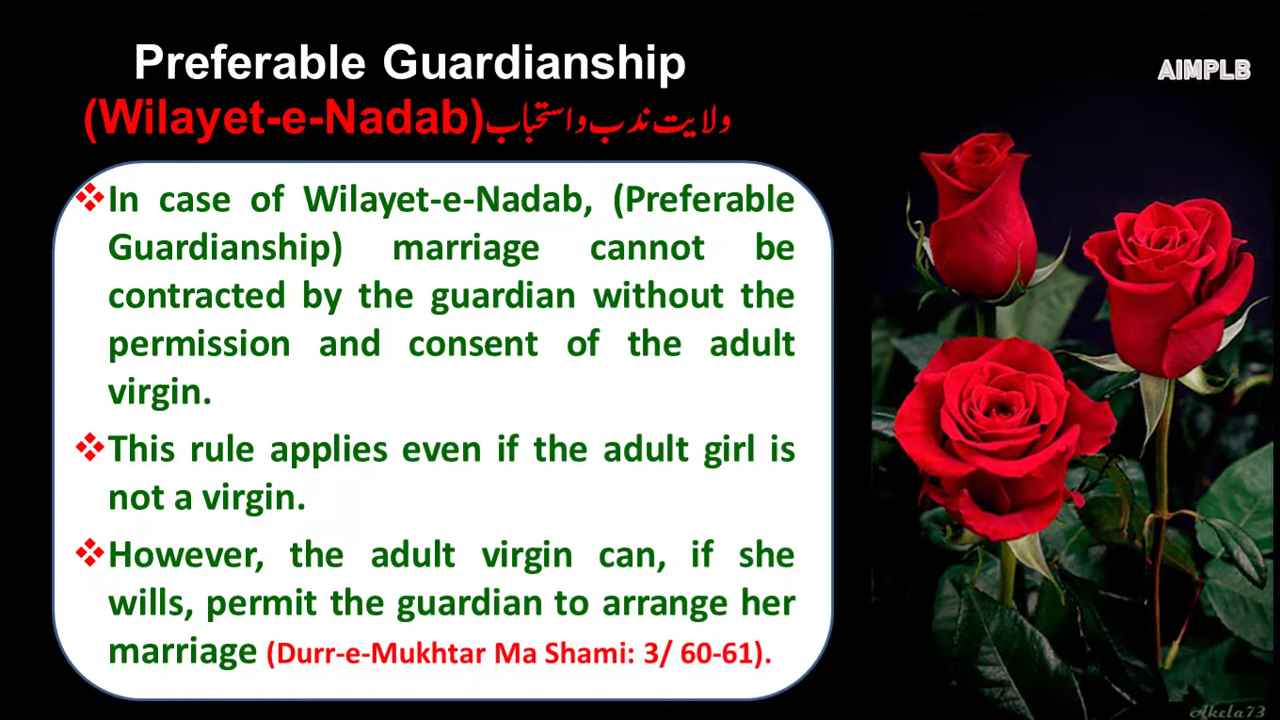 Preferable Guardianship
AIMPLB
(Wilayet-e-Nadab)ولایت ندب و استحباب
❖In case of Wilayet-e-Nadab, (Preferable
Guardianship) marriage cannot be
contracted by the guardian without the
permission and consent of the adult
virgin.
❖This rule applies even if the adult girl is
not a virgin.
❖However, the adult virgin can, if she
wills, permit the guardian to arrange her
marriage (Durr-e-Mukhtar Ma Shami: 3/ 60-61).
Akela73